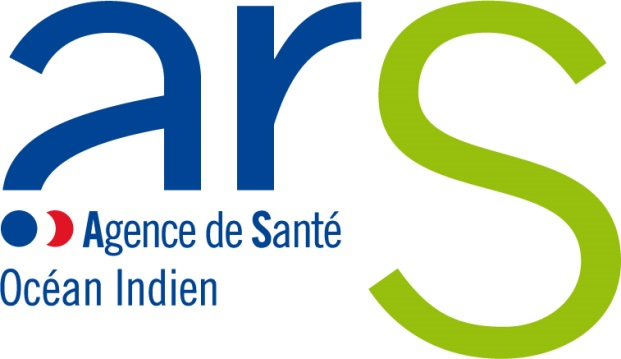 arS
Agence de Santé
Océan Indien